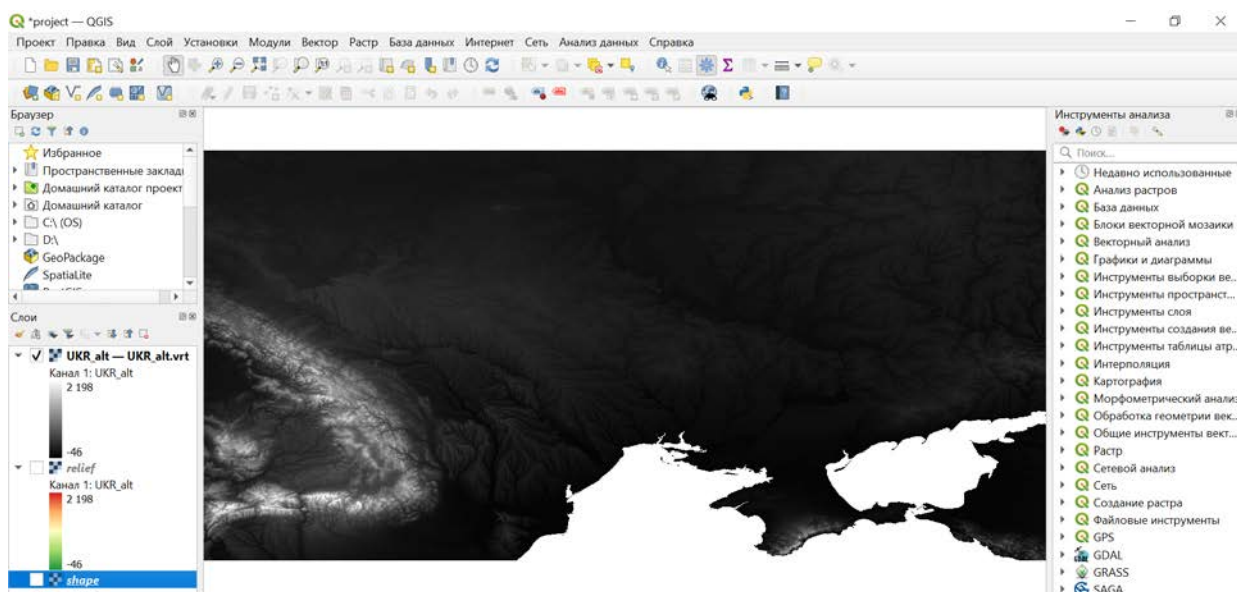 *project — QGIS
Проект Правка Вид Слой Установки Модули Вектор Растр База данных Интернет Сеть Анализ данных Справка
Браузер
Избранное
Пространственные заклад
Домашний каталог проект
Домашний каталог
C:\ (OS)
D:\
GeoPackage
SpatiaLite
Слои
UKR_alt — UKR_alt.vrt
Канал 1: UKR_alt
2 198
-46
relief
Канал 1: UKR_alt
2 198
-46
shape
Инструменты анализа
Поиск...
Недавно использованные
Анализ растров
База данных
Блоки векторной мозаики
Векторный анализ
Графики и диаграммы
Инструменты выборки ве...
Инструменты пространст...
Инструменты слоя
Инструменты создания ве...
Инструменты таблицы атр...
Интерполяция
Картография
Морфометрический анализ
Обработка геометрии век...
Общие инструменты вект...
Растр
Сетевой анализ
Сеть
Создание растра
Файловые инструменты
GPS
GDAL
GRASS
SAGA